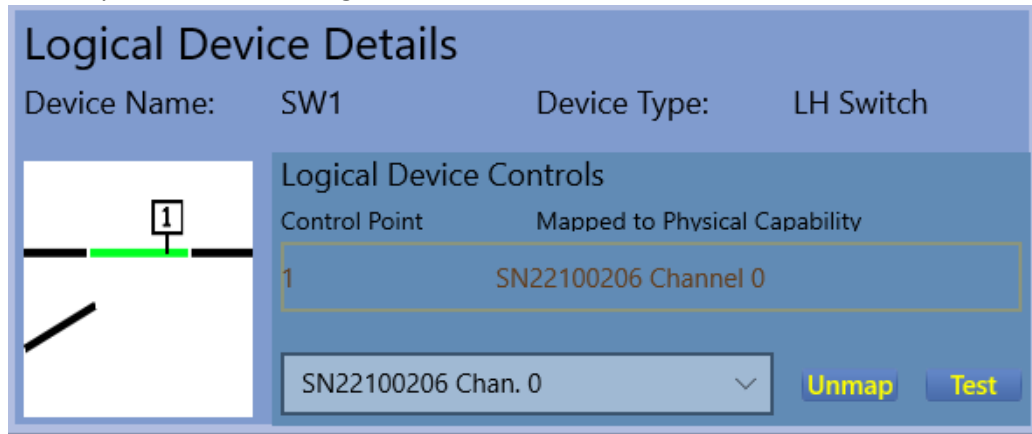 Logical Device Details
Device Name: SW1 Device Type: LH Switch
1
Logical Device Controls
Control Point Mapped to Physical Capability
1 SN22100206 Channel 0
SN22100206 Chan. 0 Unmap Test